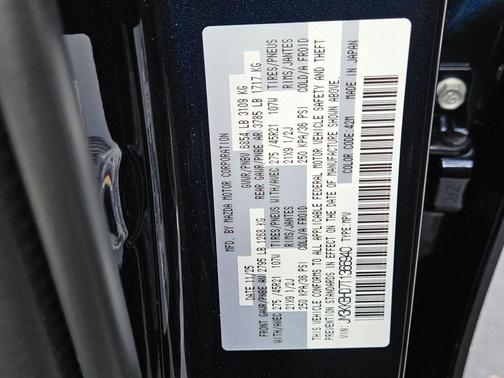 MFD. BY MAZDA MOTOR CORPORATION
DATE 11/25 GVWR/PNBV 6854 LB 3109 KG
FRONT GAWR/PNBE AV 2795 LB 1268 KG REAR GAWR/PNBE AR 3785 LB 1717 KG
WITH/AVEC 275 /45R21 107W TIRES/PNEUS WITH/AVEC 275 /45R21 107W TIRES/PNEUS
21X9 1/2J RIMS/JANTES 21X9 1/2J RIMS/JANTES
250 KPA/36 PSI COLD/A FROID 250 KPA/36 PSI COLD/A FROID
THIS VEHICLE CONFORMS TO ALL APPLICABLE FEDERAL MOTOR VEHICLE SAFETY AND THEFT
PREVENTION STANDARDS IN EFFECT ON THE DATE OF MANUFACTURE SHOWN ABOVE.
VIN: JM3KKBHD7T1366940 TYPE: MPV COLOR CODE: 42M MADE IN JAPAN
ZR